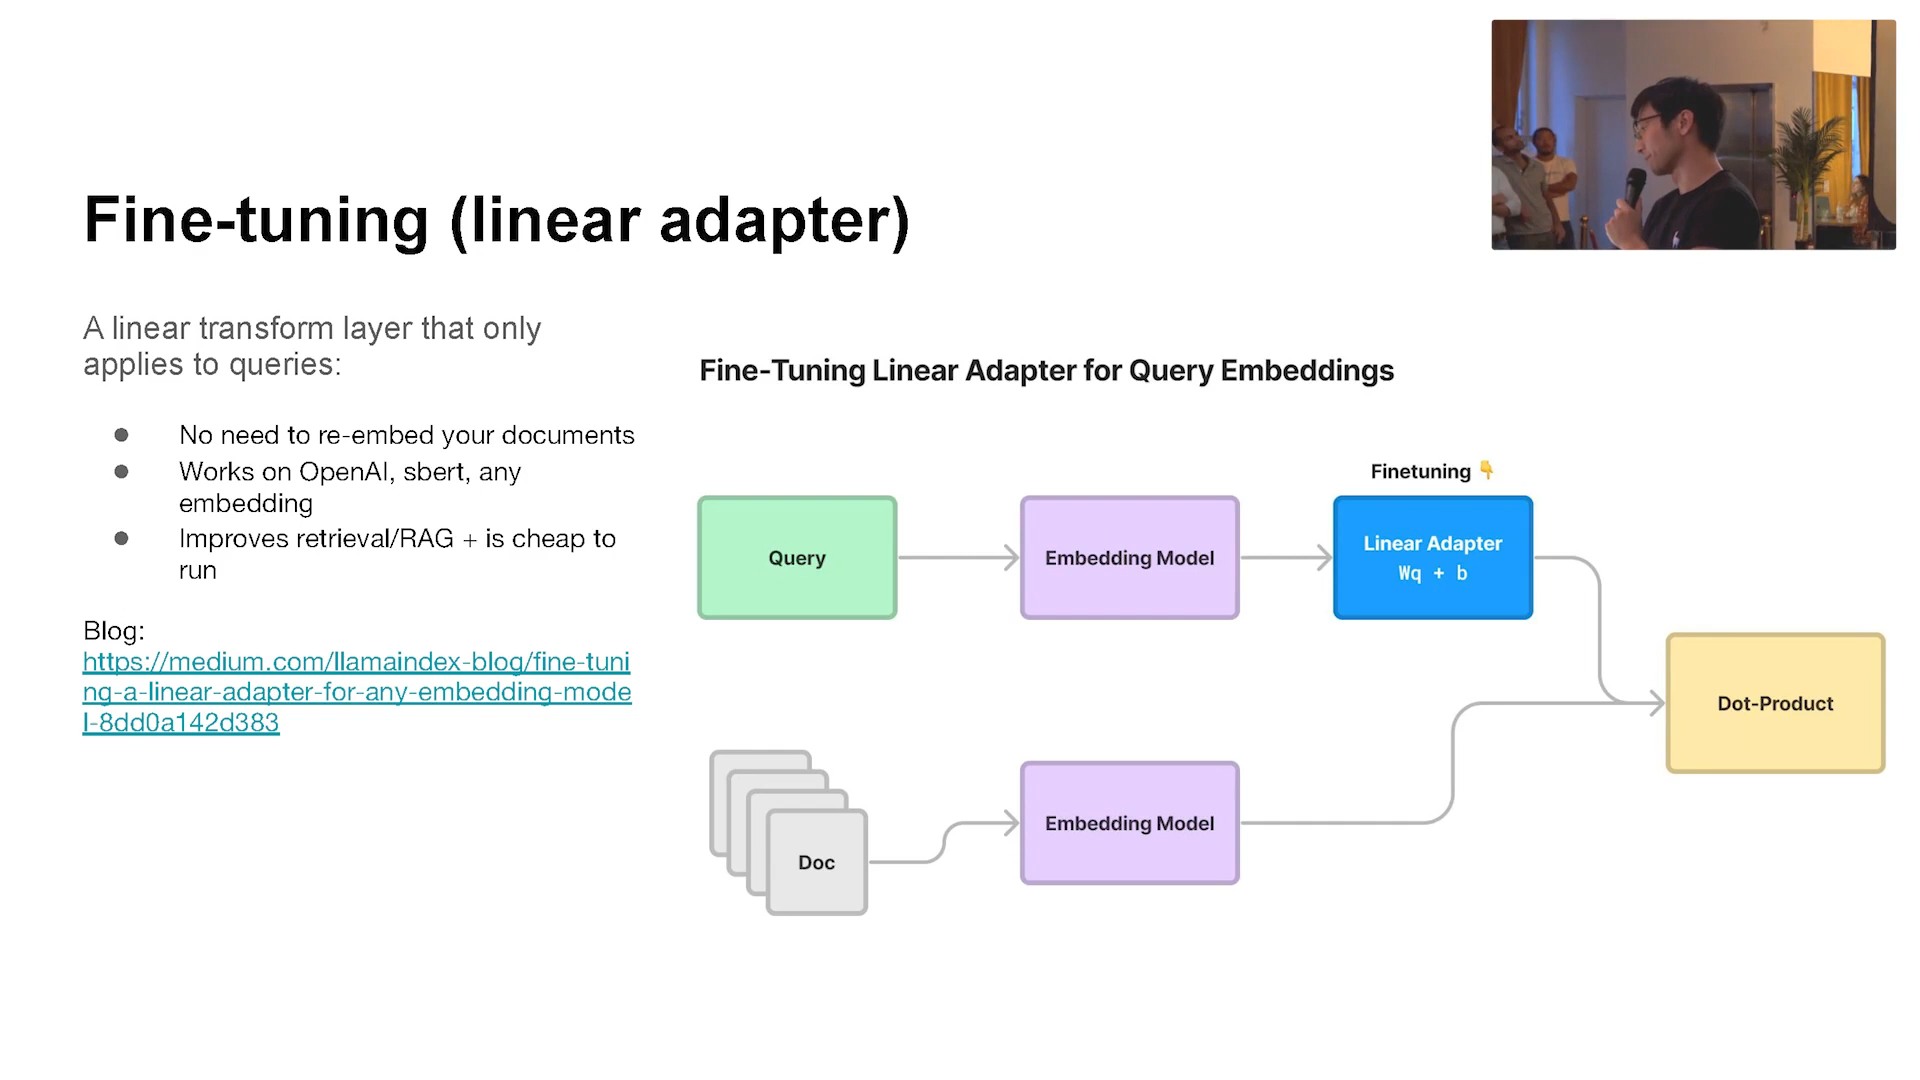 Fine-tuning (linear adapter)
A linear transform layer that only
applies to queries:
● No need to re-embed your documents
● Works on OpenAI, sbert, any
embedding
● Improves retrieval/RAG + is cheap to
run
Blog:
https://medium.com/llamaindex-blog/fine-tuni
ng-a-linear-adapter-for-any-embedding-mode
l-8dd0a142d383
Fine-Tuning Linear Adapter for Query Embeddings
Finetuning 👇
Query
Embedding Model
Linear Adapter
Wq + b
Dot-Product
Doc
Embedding Model